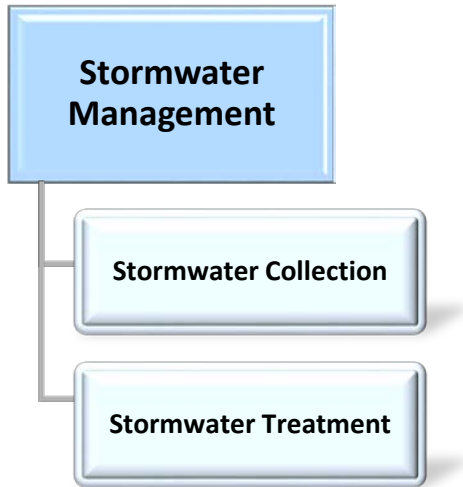 Stormwater
Management
Stormwater Collection
Stormwater Treatment